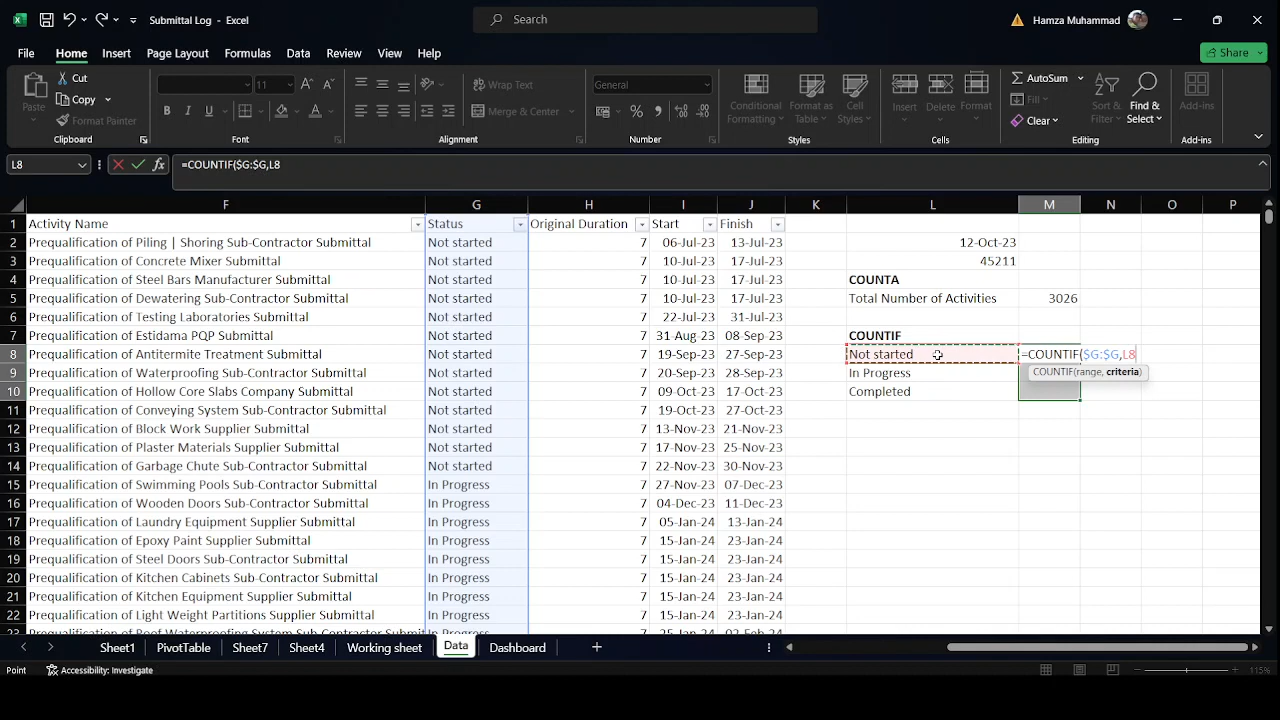 Submittal Log - Excel
Search
Hamza Muhammad
File Home Insert Page Layout Formulas Data Review View Help
Share
Paste
Cut
Copy
Format Painter
Clipboard
11
B I U
Font
Wrap Text
Merge & Center
Alignment
General
Number
Conditional Formatting
Format as Table
Cell Styles
Styles
Insert Delete Format
Cells
AutoSum
Fill
Clear
Sort & Filter
Find & Select
Editing
Add-ins
Add-ins
L8
=COUNTIF($G:$G,L8
F G H I J K L M N O P
1 Activity Name Status Original Duration Start Finish
2 Prequalification of Piling | Shoring Sub-Contractor Submittal Not started 7 06-Jul-23 13-Jul-23 12-Oct-23
3 Prequalification of Concrete Mixer Submittal Not started 7 10-Jul-23 17-Jul-23 45211
4 Prequalification of Steel Bars Manufacturer Submittal Not started 7 10-Jul-23 17-Jul-23 COUNTA
5 Prequalification of Dewatering Sub-Contractor Submittal Not started 7 10-Jul-23 17-Jul-23 Total Number of Activities 3026
6 Prequalification of Testing Laboratories Submittal Not started 7 22-Jul-23 31-Jul-23
7 Prequalification of Estidama PQP Submittal Not started 7 31-Aug-23 08-Sep-23 COUNTIF
8 Prequalification of Antitermite Treatment Submittal Not started 7 19-Sep-23 27-Sep-23 Not started =COUNTIF($G:$G,L8
9 Prequalification of Waterproofing Sub-Contractor Submittal Not started 7 20-Sep-23 28-Sep-23 In Progress COUNTIF(range, criteria)
10 Prequalification of Hollow Core Slabs Company Submittal Not started 7 09-Oct-23 17-Oct-23 Completed
11 Prequalification of Conveying System Sub-Contractor Submittal Not started 7 19-Oct-23 27-Oct-23
12 Prequalification of Block Work Supplier Submittal Not started 7 13-Nov-23 21-Nov-23
13 Prequalification of Plaster Materials Supplier Submittal Not started 7 17-Nov-23 25-Nov-23
14 Prequalification of Garbage Chute Sub-Contractor Submittal Not started 7 22-Nov-23 30-Nov-23
15 Prequalification of Swimming Pools Sub-Contractor Submittal In Progress 7 27-Nov-23 07-Dec-23
16 Prequalification of Wooden Doors Sub-Contractor Submittal In Progress 7 04-Dec-23 11-Dec-23
17 Prequalification of Laundry Equipment Supplier Submittal In Progress 7 05-Jan-24 13-Jan-24
18 Prequalification of Epoxy Paint Supplier Submittal In Progress 7 15-Jan-24 23-Jan-24
19 Prequalification of Steel Doors Sub-Contractor Submittal In Progress 7 15-Jan-24 23-Jan-24
20 Prequalification of Kitchen Cabinets Sub-Contractor Submittal In Progress 7 15-Jan-24 23-Jan-24
21 Prequalification of Kitchen Equipment Supplier Submittal In Progress 7 15-Jan-24 23-Jan-24
22 Prequalification of Light Weight Partitions Supplier Submittal In Progress 7 15-Jan-24 23-Jan-24
23 Prequalification of Roof Waterproofing System Sub-Contractor Submittal In Progress 7 25-Jan-24 02-Feb-24
Sheet1 PivotTable Sheet7 Sheet4 Working sheet Data Dashboard
Point Accessibility: Investigate 115%